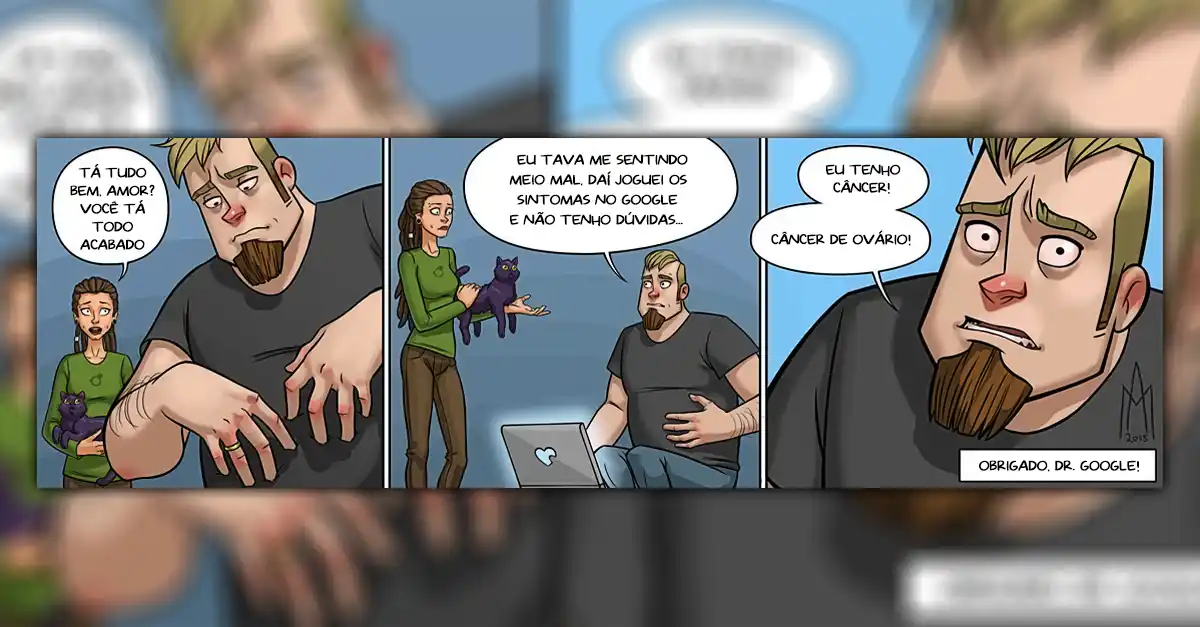 TÁ TUDO
BEM, AMOR?
VOCÊ TÁ
TODO
ACABADO
EU TAVA ME SENTINDO
MEIO MAL, DAÍ JOGUEI OS
SINTOMAS NO GOOGLE
E NÃO TENHO DÚVIDAS...
EU TENHO
CÂNCER!
CÂNCER DE OVÁRIO!
2015
OBRIGADO, DR. GOOGLE!